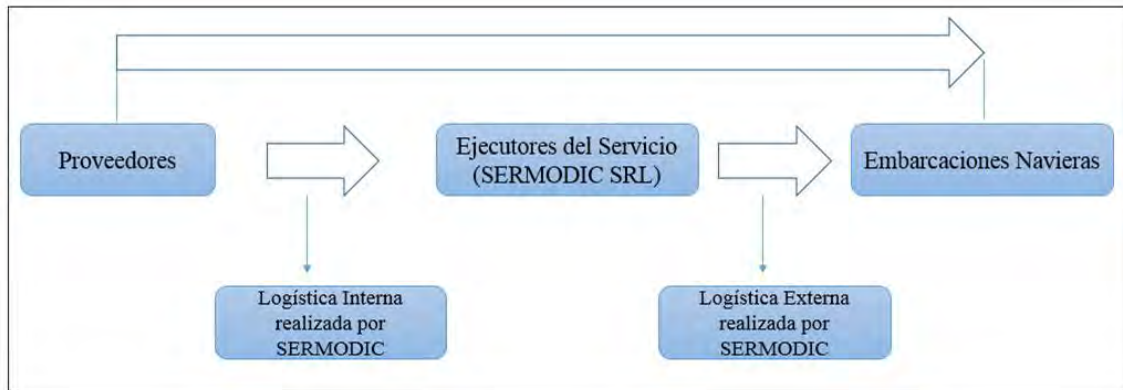 Proveedores
Ejecutores del Servicio
(SERMODIC SRL)
Embarcaciones Navieras
Logística Interna
realizada por
SERMODIC
Logística Externa
realizada por
SERMODIC